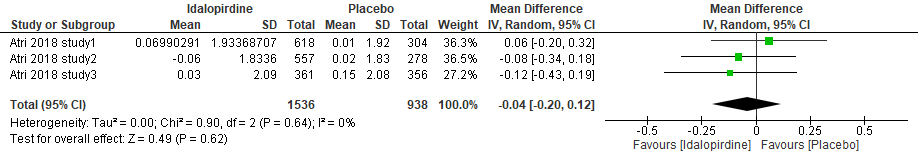 Idalopirdine Placebo Mean Difference Mean Difference
Study or Subgroup Mean SD Total Mean SD Total Weight IV, Random, 95% CI IV, Random, 95% CI
Atri 2018 study1 0.06990291 1.93368707 618 0.01 1.92 304 36.3% 0.06 [-0.20, 0.32]
Atri 2018 study2 -0.06 1.8336 557 0.02 1.83 278 36.5% -0.08 [-0.34, 0.18]
Atri 2018 study3 0.03 2.09 361 0.15 2.08 356 27.2% -0.12 [-0.43, 0.19]
Total (95% CI) 1536 938 100.0% -0.04 [-0.20, 0.12]
Heterogeneity: Tau² = 0.00; Chi² = 0.90, df = 2 (P = 0.64); I² = 0%
Test for overall effect: Z = 0.49 (P = 0.62)
-0.5 -0.25 0 0.25 0.5
Favours [Idalopirdine] Favours [Placebo]